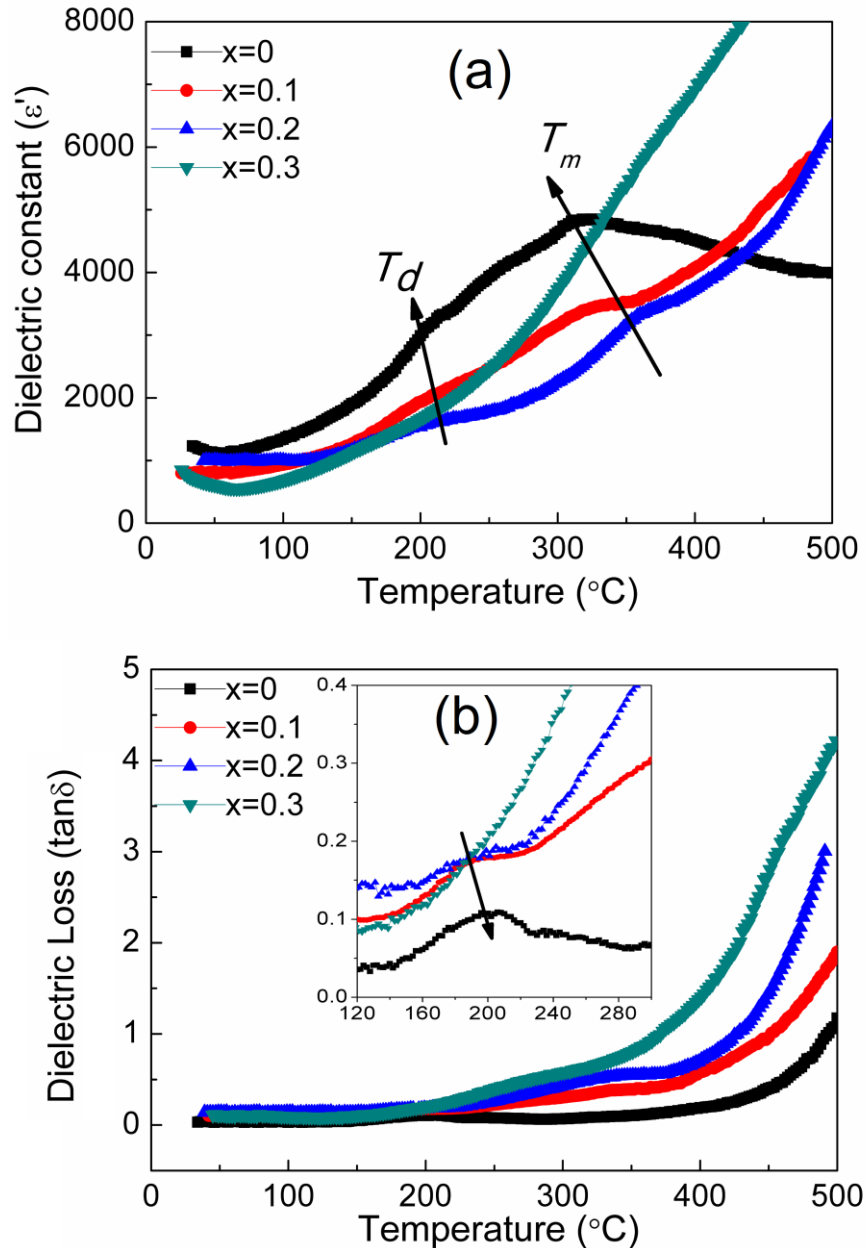 (a)
x=0
x=0.1
x=0.2
x=0.3
T_d
T_m
8000
6000
4000
2000
0
Dielectric constant (ε')
0 100 200 300 400 500
Temperature (°C)
(b)
x=0
x=0.1
x=0.2
x=0.3
5
4
3
2
1
0
Dielectric Loss (tanδ)
0.4
0.3
0.2
0.1
0.0
120 160 200 240 280
0 100 200 300 400 500
Temperature (°C)